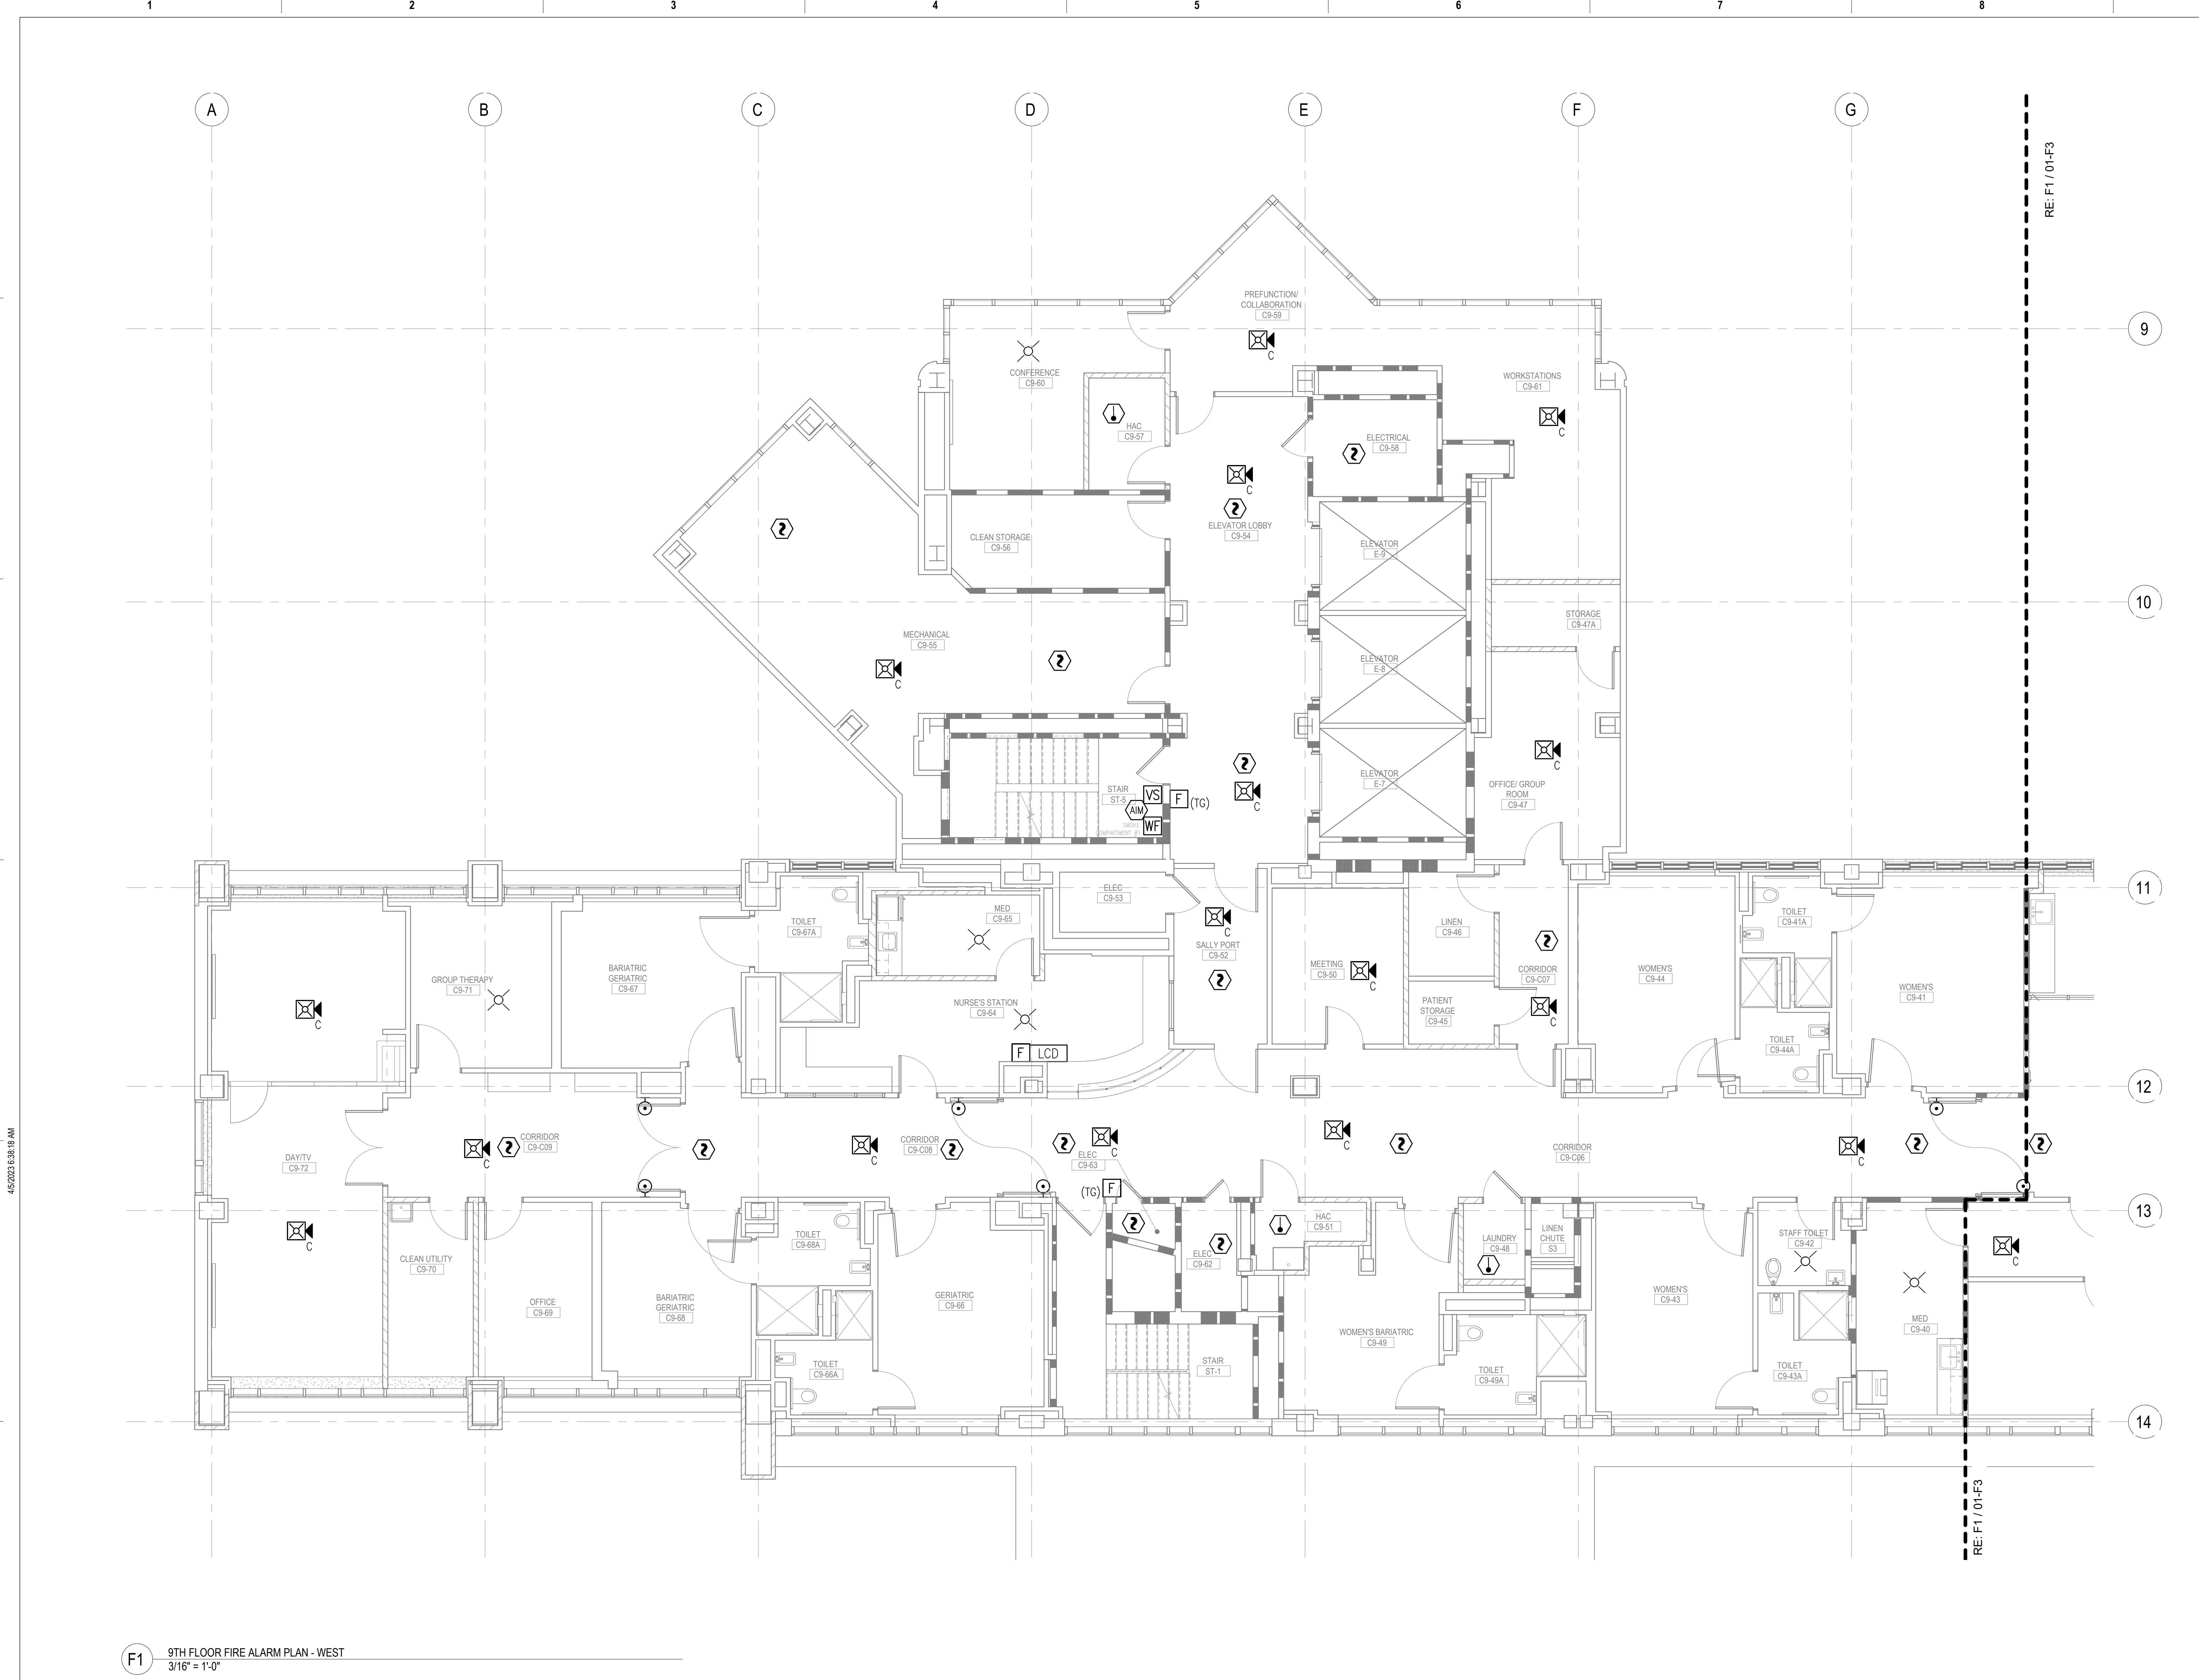 1 2 3 4 5 6 7 8
A B C D E F G
RE: F1 / 01-F3
PREFUNCTION/
COLLABORATION
C9-59
9
C
CONFERENCE
C9-60
WORKSTATIONS
C9-61
C
HAC
C9-57
ELECTRICAL
C9-58
C
ELEVATOR LOBBY
C9-54
CLEAN STORAGE
C9-56
ELEVATOR
E-9
10
STORAGE
C9-47A
MECHANICAL
C9-55
C
ELEVATOR
E-8
C
ELEVATOR
E-7
OFFICE/ GROUP
ROOM
C9-47
STAIR
ST-5
VS
F (TG)
AIM
WF
C
SMOKE
COMPARTMENT
11
ELEC
C9-53
MED
C9-65
TOILET
C9-67A
C
SALLY PORT
C9-52
LINEN
C9-46
TOILET
C9-41A
GROUP THERAPY
C9-71
BARIATRIC
GERIATRIC
C9-67
MEETING
C9-50
C
CORRIDOR
C9-C07
C
WOMEN'S
C9-44
WOMEN'S
C9-41
C
NURSE'S STATION
C9-64
PATIENT
STORAGE
C9-45
TOILET
C9-44A
F LCD
12
DAY/TV
C9-72
C
CORRIDOR
C9-C09
C
CORRIDOR
C9-C08
C
ELEC
C9-63
C
CORRIDOR
C9-C06
C
(TG) F
13
C
CLEAN UTILITY
C9-70
TOILET
C9-68A
ELEC
C9-62
HAC
C9-51
LAUNDRY
C9-48
LINEN
CHUTE
S3
STAFF TOILET
C9-42
C
OFFICE
C9-69
BARIATRIC
GERIATRIC
C9-68
GERIATRIC
C9-66
WOMEN'S
C9-43
MED
C9-40
WOMEN'S BARIATRIC
C9-49
TOILET
C9-66A
STAIR
ST-1
TOILET
C9-49A
TOILET
C9-43A
14
RE: F1 / 01-F3
4/5/2023 6:38:18 AM
F1
9TH FLOOR FIRE ALARM PLAN - WEST
3/16" = 1'-0"